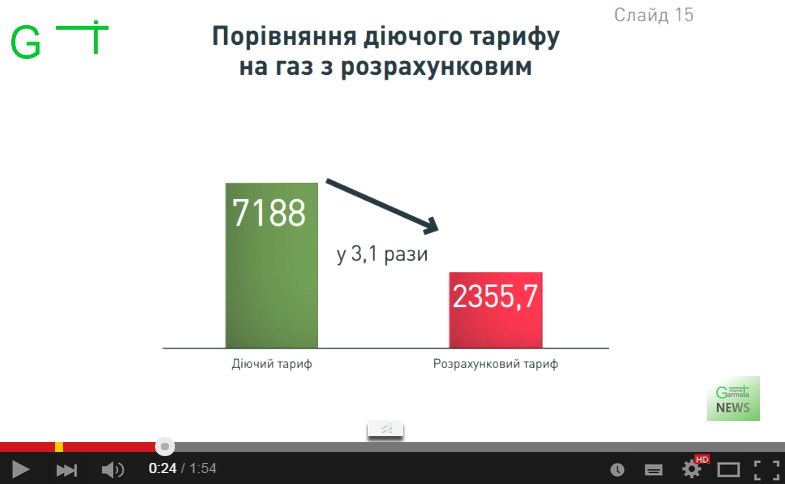 Слайд 15
G T
Порівняння діючого тарифу
на газ з розрахунковим
7188
у 3,1 рази
2355,7
Діючий тариф
Розрахунковий тариф
Garmata
NEWS
0:24 / 1:54
HD